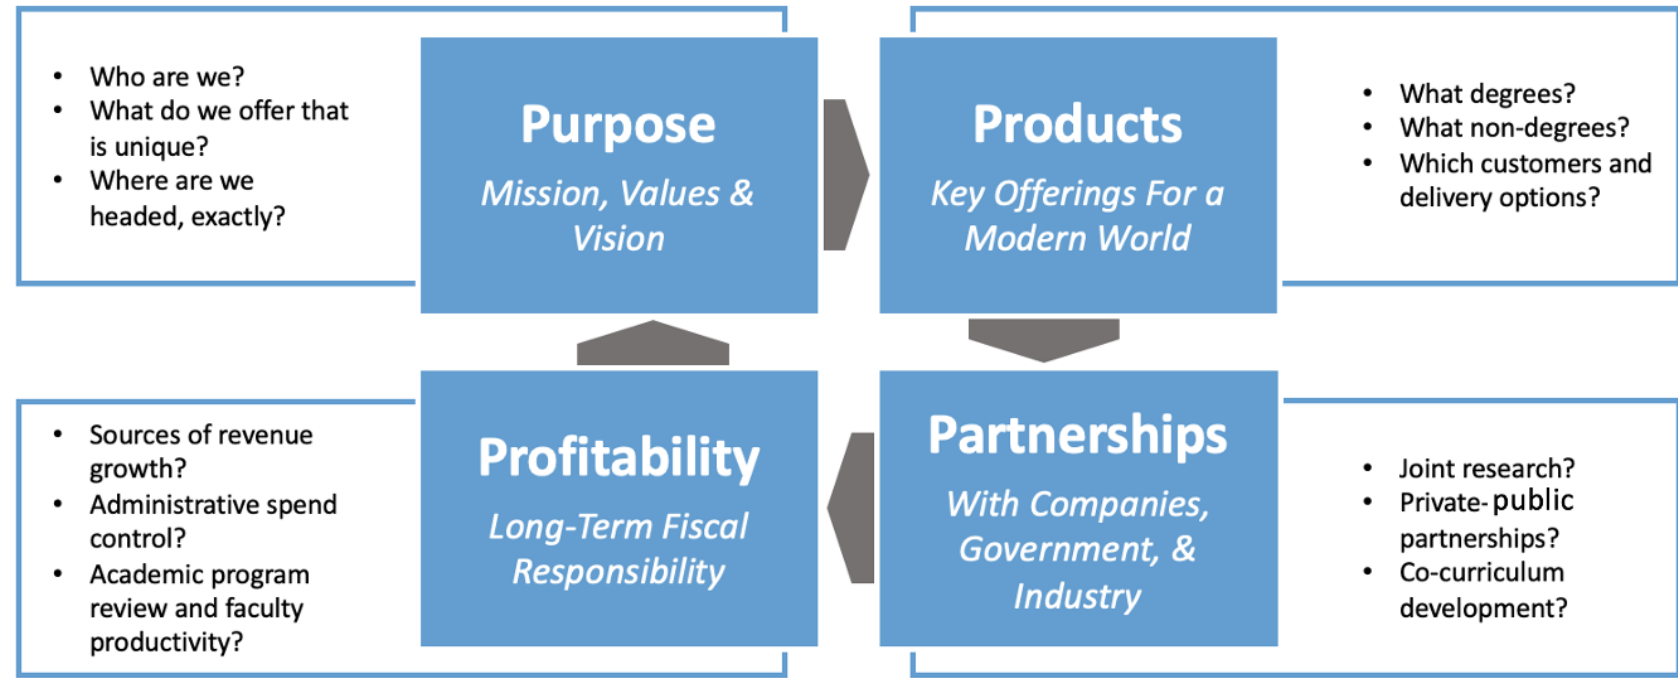 • Who are we?
• What do we offer that
is unique?
• Where are we
headed, exactly?
Purpose
Mission, Values &
Vision
Products
Key Offerings For a
Modern World
• What degrees?
• What non-degrees?
• Which customers and
delivery options?
• Sources of revenue
growth?
• Administrative spend
control?
• Academic program
review and faculty
productivity?
Profitability
Long-Term Fiscal
Responsibility
Partnerships
With Companies,
Government, &
Industry
• Joint research?
• Private-public
partnerships?
• Co-curriculum
development?